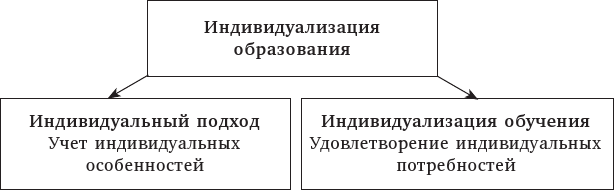 Индивидуализация
образования
Индивидуальный подход
Учет индивидуальных
особенностей
Индивидуализация обучения
Удовлетворение индивидуальных
потребностей